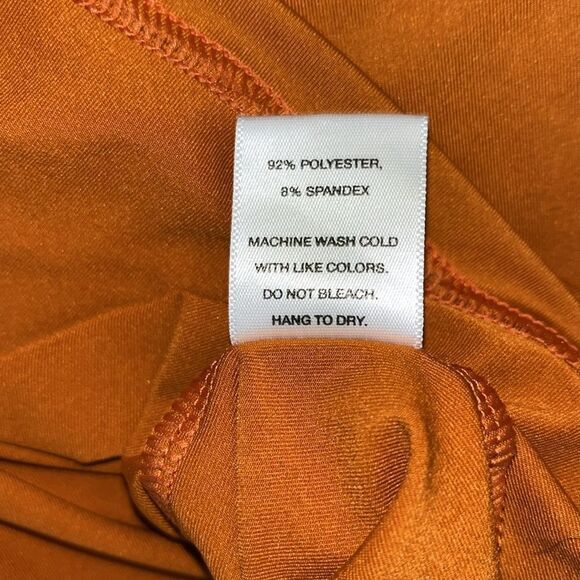 92% POLYESTER,
8% SPANDEX
MACHINE WASH COLD
WITH LIKE COLORS.
DO NOT BLEACH.
HANG TO DRY.